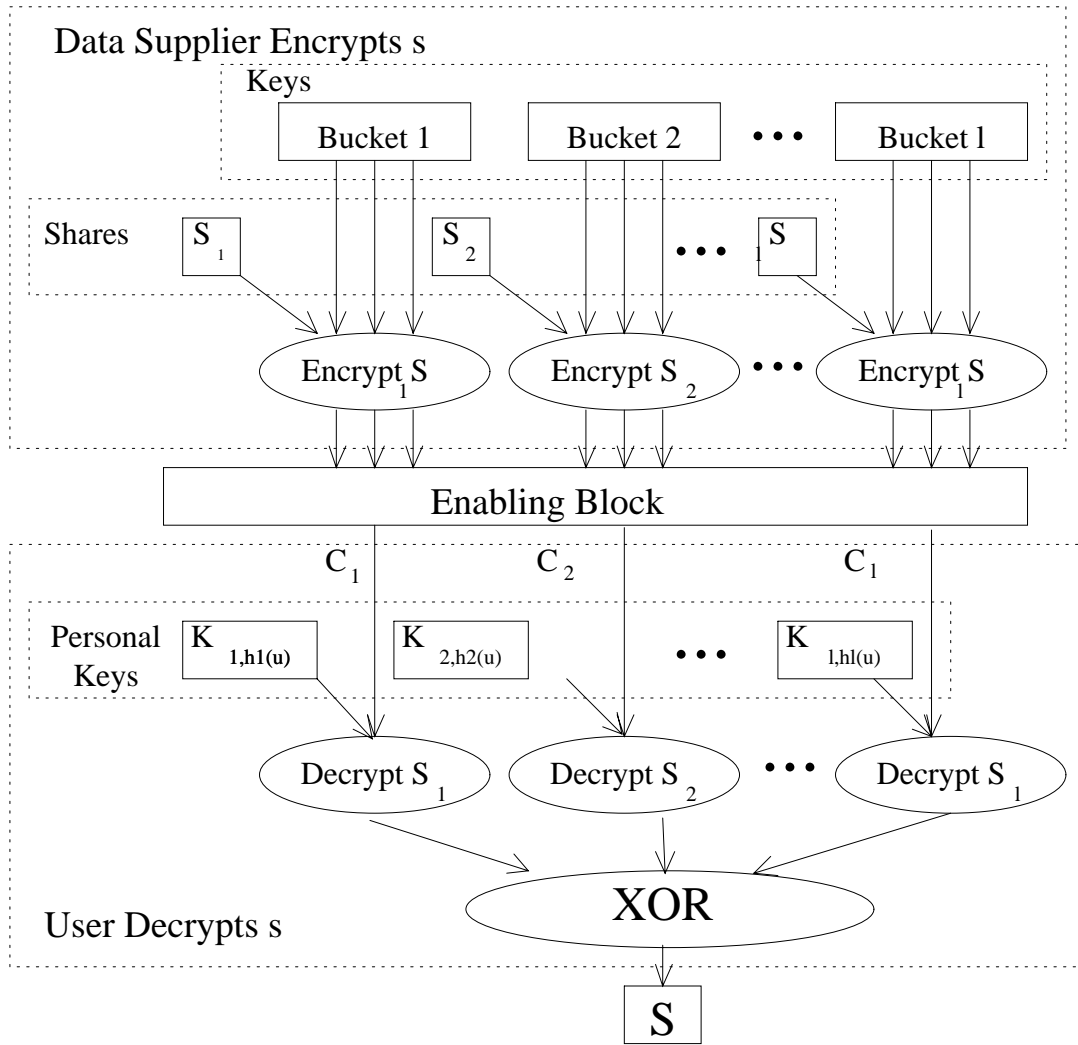 Data Supplier Encrypts s
Keys
Bucket 1 Bucket 2 ••• Bucket l
Shares S 1 S 2 ••• l S
Encrypt S 1 Encrypt S 2 ••• Encrypt S l
Enabling Block
C 1 C 2 C l
Personal Keys
K 1,h1(u) K 2,h2(u) ••• K l,hl(u)
Decrypt S 1 Decrypt S 2 ••• Decrypt S l
XOR
User Decrypts s
S